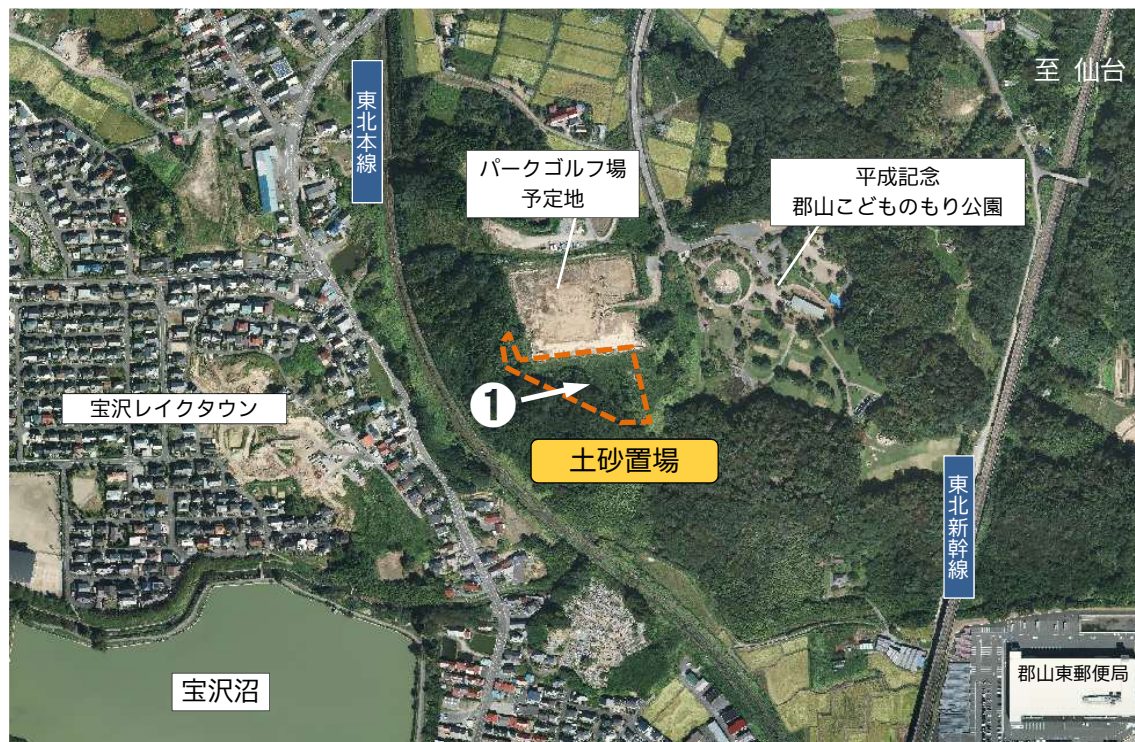 至 仙台
東北本線
パークゴルフ場
予定地
平成記念
郡山こどものもり公園
1
宝沢レイクタウン
土砂置場
東北新幹線
郡山東郵便局
宝沢沼